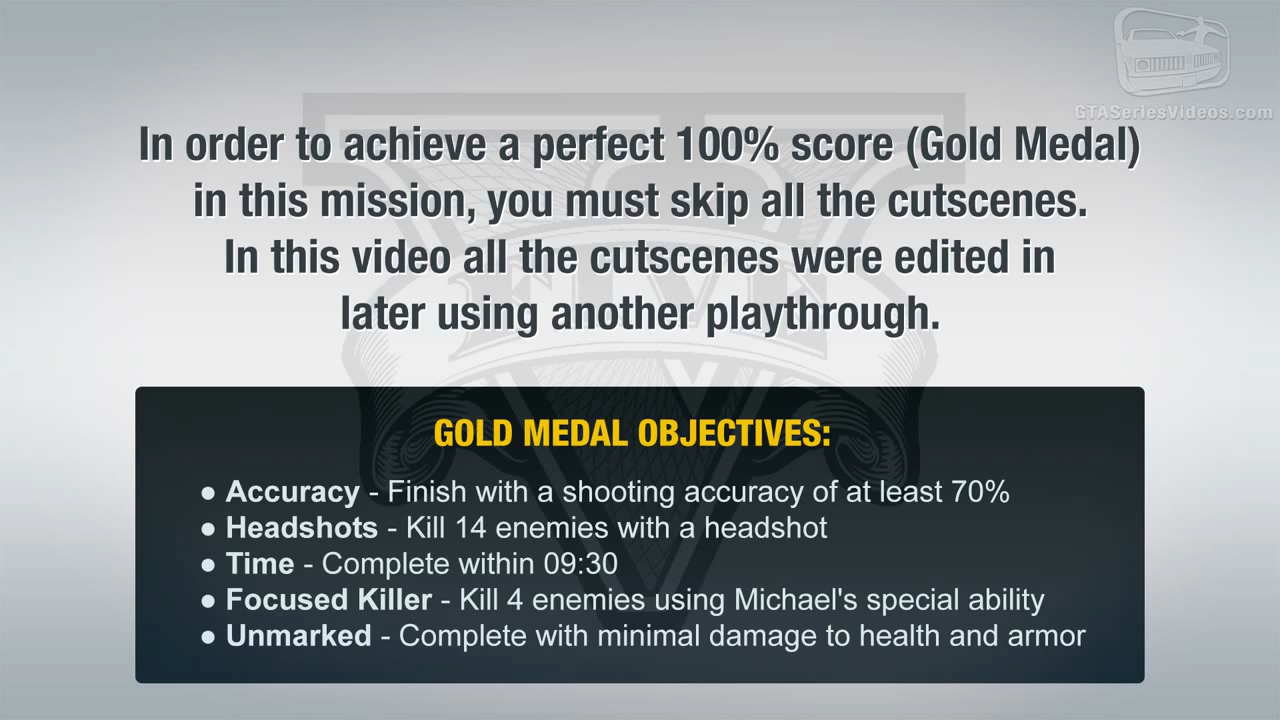 GTASeriesVideos.com
In order to achieve a perfect 100% score (Gold Medal)
in this mission, you must skip all the cutscenes.
In this video all the cutscenes were edited in
later using another playthrough.
FIVE
GOLD MEDAL OBJECTIVES:
● Accuracy - Finish with a shooting accuracy of at least 70%
● Headshots - Kill 14 enemies with a headshot
● Time - Complete within 09:30
● Focused Killer - Kill 4 enemies using Michael's special ability
● Unmarked - Complete with minimal damage to health and armor